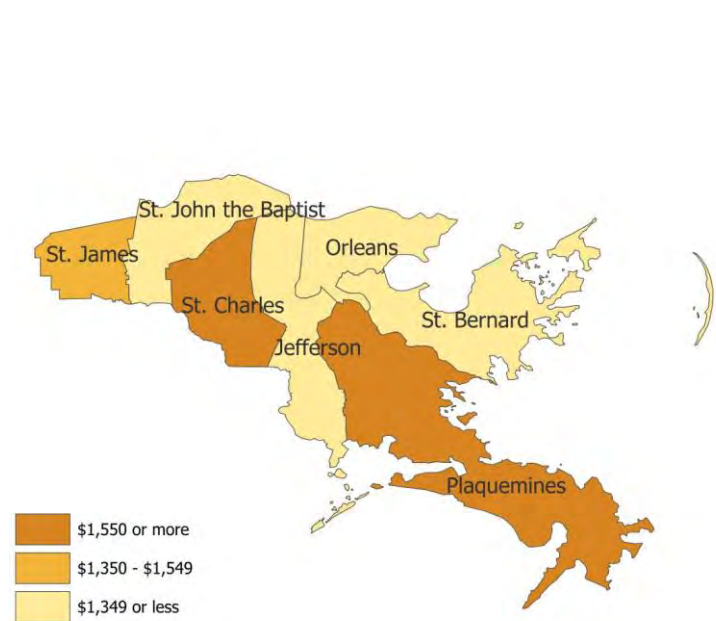 St. John the Baptist
St. James
Orleans
St. Charles
St. Bernard
Jefferson
Plaquemines
$1,550 or more
$1,350 - $1,549
$1,349 or less